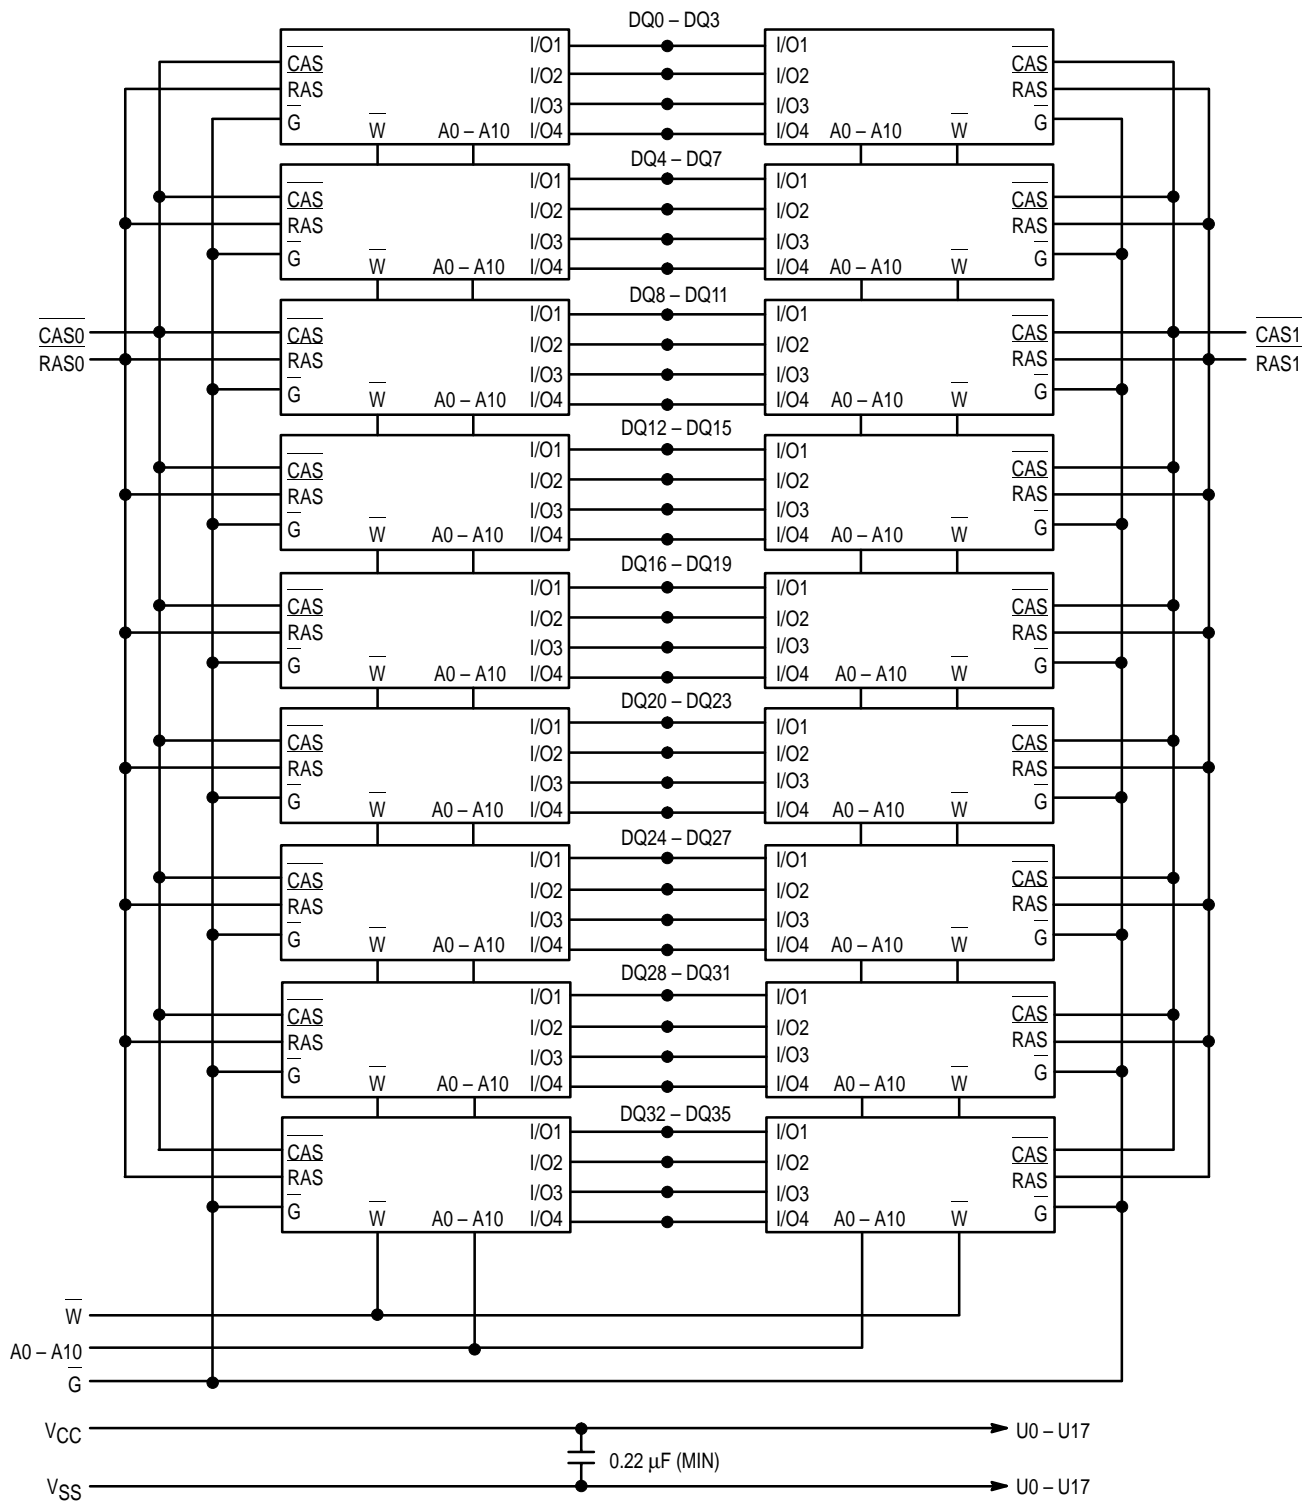 DQ0 – DQ3
I/O1 I/O1
CAS I/O2 I/O2 CAS
RAS RAS
I/O3 I/O3
G W A0 – A10 I/O4 I/O4 A0 – A10 W G
DQ4 – DQ7
I/O1 I/O1
CAS I/O2 I/O2 CAS
RAS RAS
I/O3 I/O3
G W A0 – A10 I/O4 I/O4 A0 – A10 W G
DQ8 – DQ11
I/O1 I/O1
CAS0 CAS I/O2 I/O2 CAS CAS1
RAS0 RAS RAS RAS1
I/O3 I/O3
G W A0 – A10 I/O4 I/O4 A0 – A10 W G
DQ12 – DQ15
I/O1 I/O1
CAS I/O2 I/O2 CAS
RAS RAS
I/O3 I/O3
G W A0 – A10 I/O4 I/O4 A0 – A10 W G
DQ16 – DQ19
I/O1 I/O1
CAS I/O2 I/O2 CAS
RAS RAS
I/O3 I/O3
G W A0 – A10 I/O4 I/O4 A0 – A10 W G
DQ20 – DQ23
I/O1 I/O1
CAS I/O2 I/O2 CAS
RAS RAS
I/O3 I/O3
G W A0 – A10 I/O4 I/O4 A0 – A10 W G
DQ24 – DQ27
I/O1 I/O1
CAS I/O2 I/O2 CAS
RAS RAS
I/O3 I/O3
G W A0 – A10 I/O4 I/O4 A0 – A10 W G
DQ28 – DQ31
I/O1 I/O1
CAS I/O2 I/O2 CAS
RAS RAS
I/O3 I/O3
G W A0 – A10 I/O4 I/O4 A0 – A10 W G
DQ32 – DQ35
I/O1 I/O1
CAS I/O2 I/O2 CAS
RAS RAS
I/O3 I/O3
G W A0 – A10 I/O4 I/O4 A0 – A10 W G
W
A0 – A10
G
VCC U0 – U17
0.22 µF (MIN)
VSS U0 – U17